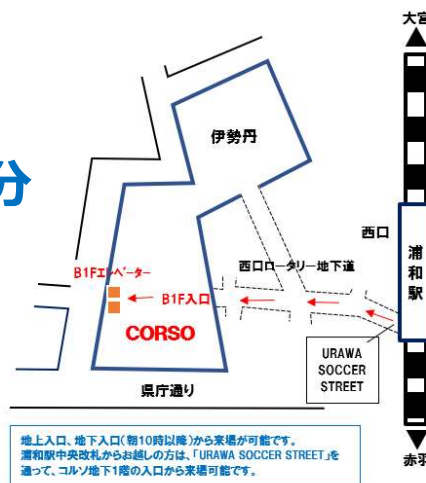 大宮
伊勢丹
分
西口
浦和駅
B1Fエレベーター
西口ロータリー地下道
B1F入口
CORSO
URAWA
SOCCER
STREET
県庁通り
赤羽
地上入口、地下入口(朝10時以降)から来場が可能です。
浦和駅中央改札からお越しの方は、「URAWA SOCCER STREET」を
通って、コルソ地下1階の入口から来場可能です。